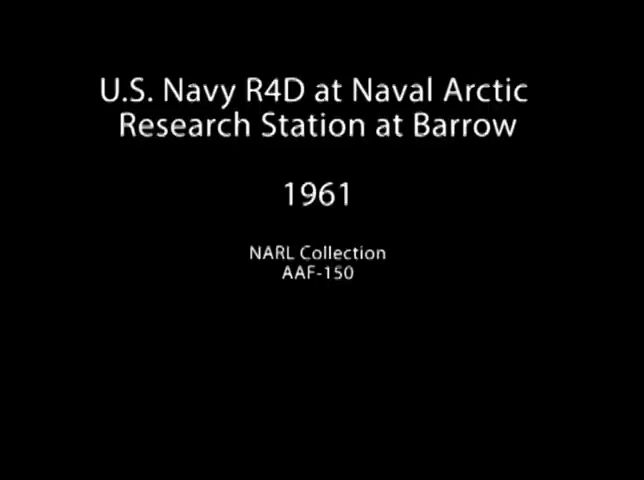 U.S. Navy R4D at Naval Arctic
Research Station at Barrow
1961
NARL Collection
AAF-150